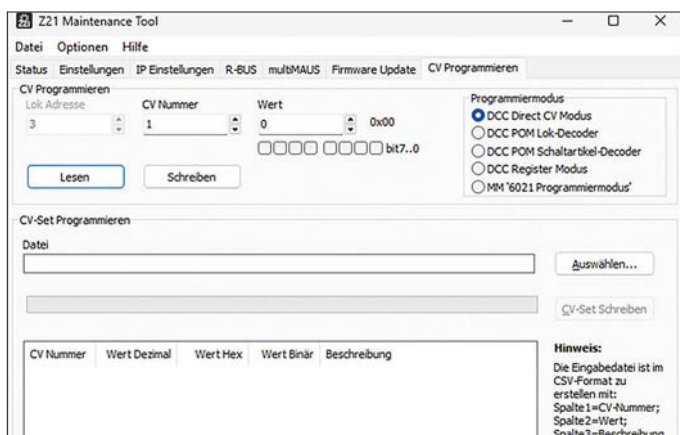 Z21 Maintenance Tool
Datei Optionen Hilfe
Status Einstellungen IP Einstellungen R-BUS multiMAUS Firmware Update CV Programmieren
CV Programmieren
Lok Adresse CV Nummer Wert
3 1 0 0x00
bit7..0
Lesen Schreiben
Programmiermodus
DCC Direct CV Modus
DCC POM Lok-Decoder
DCC POM Schaltartikel-Decoder
DCC Register Modus
MM '6021 Programmiermodus'
CV-Set Programmieren
Datei
Auswählen...
CV-Set Schreiben
CV Nummer Wert Dezimal Wert Hex Wert Binär Beschreibung
Hinweis:
Die Eingabedatei ist im
CSV-Format zu
erstellen mit:
Spalte1=CV-Nummer;
Spalte2=Wert;
Spalte3=Beschreibung